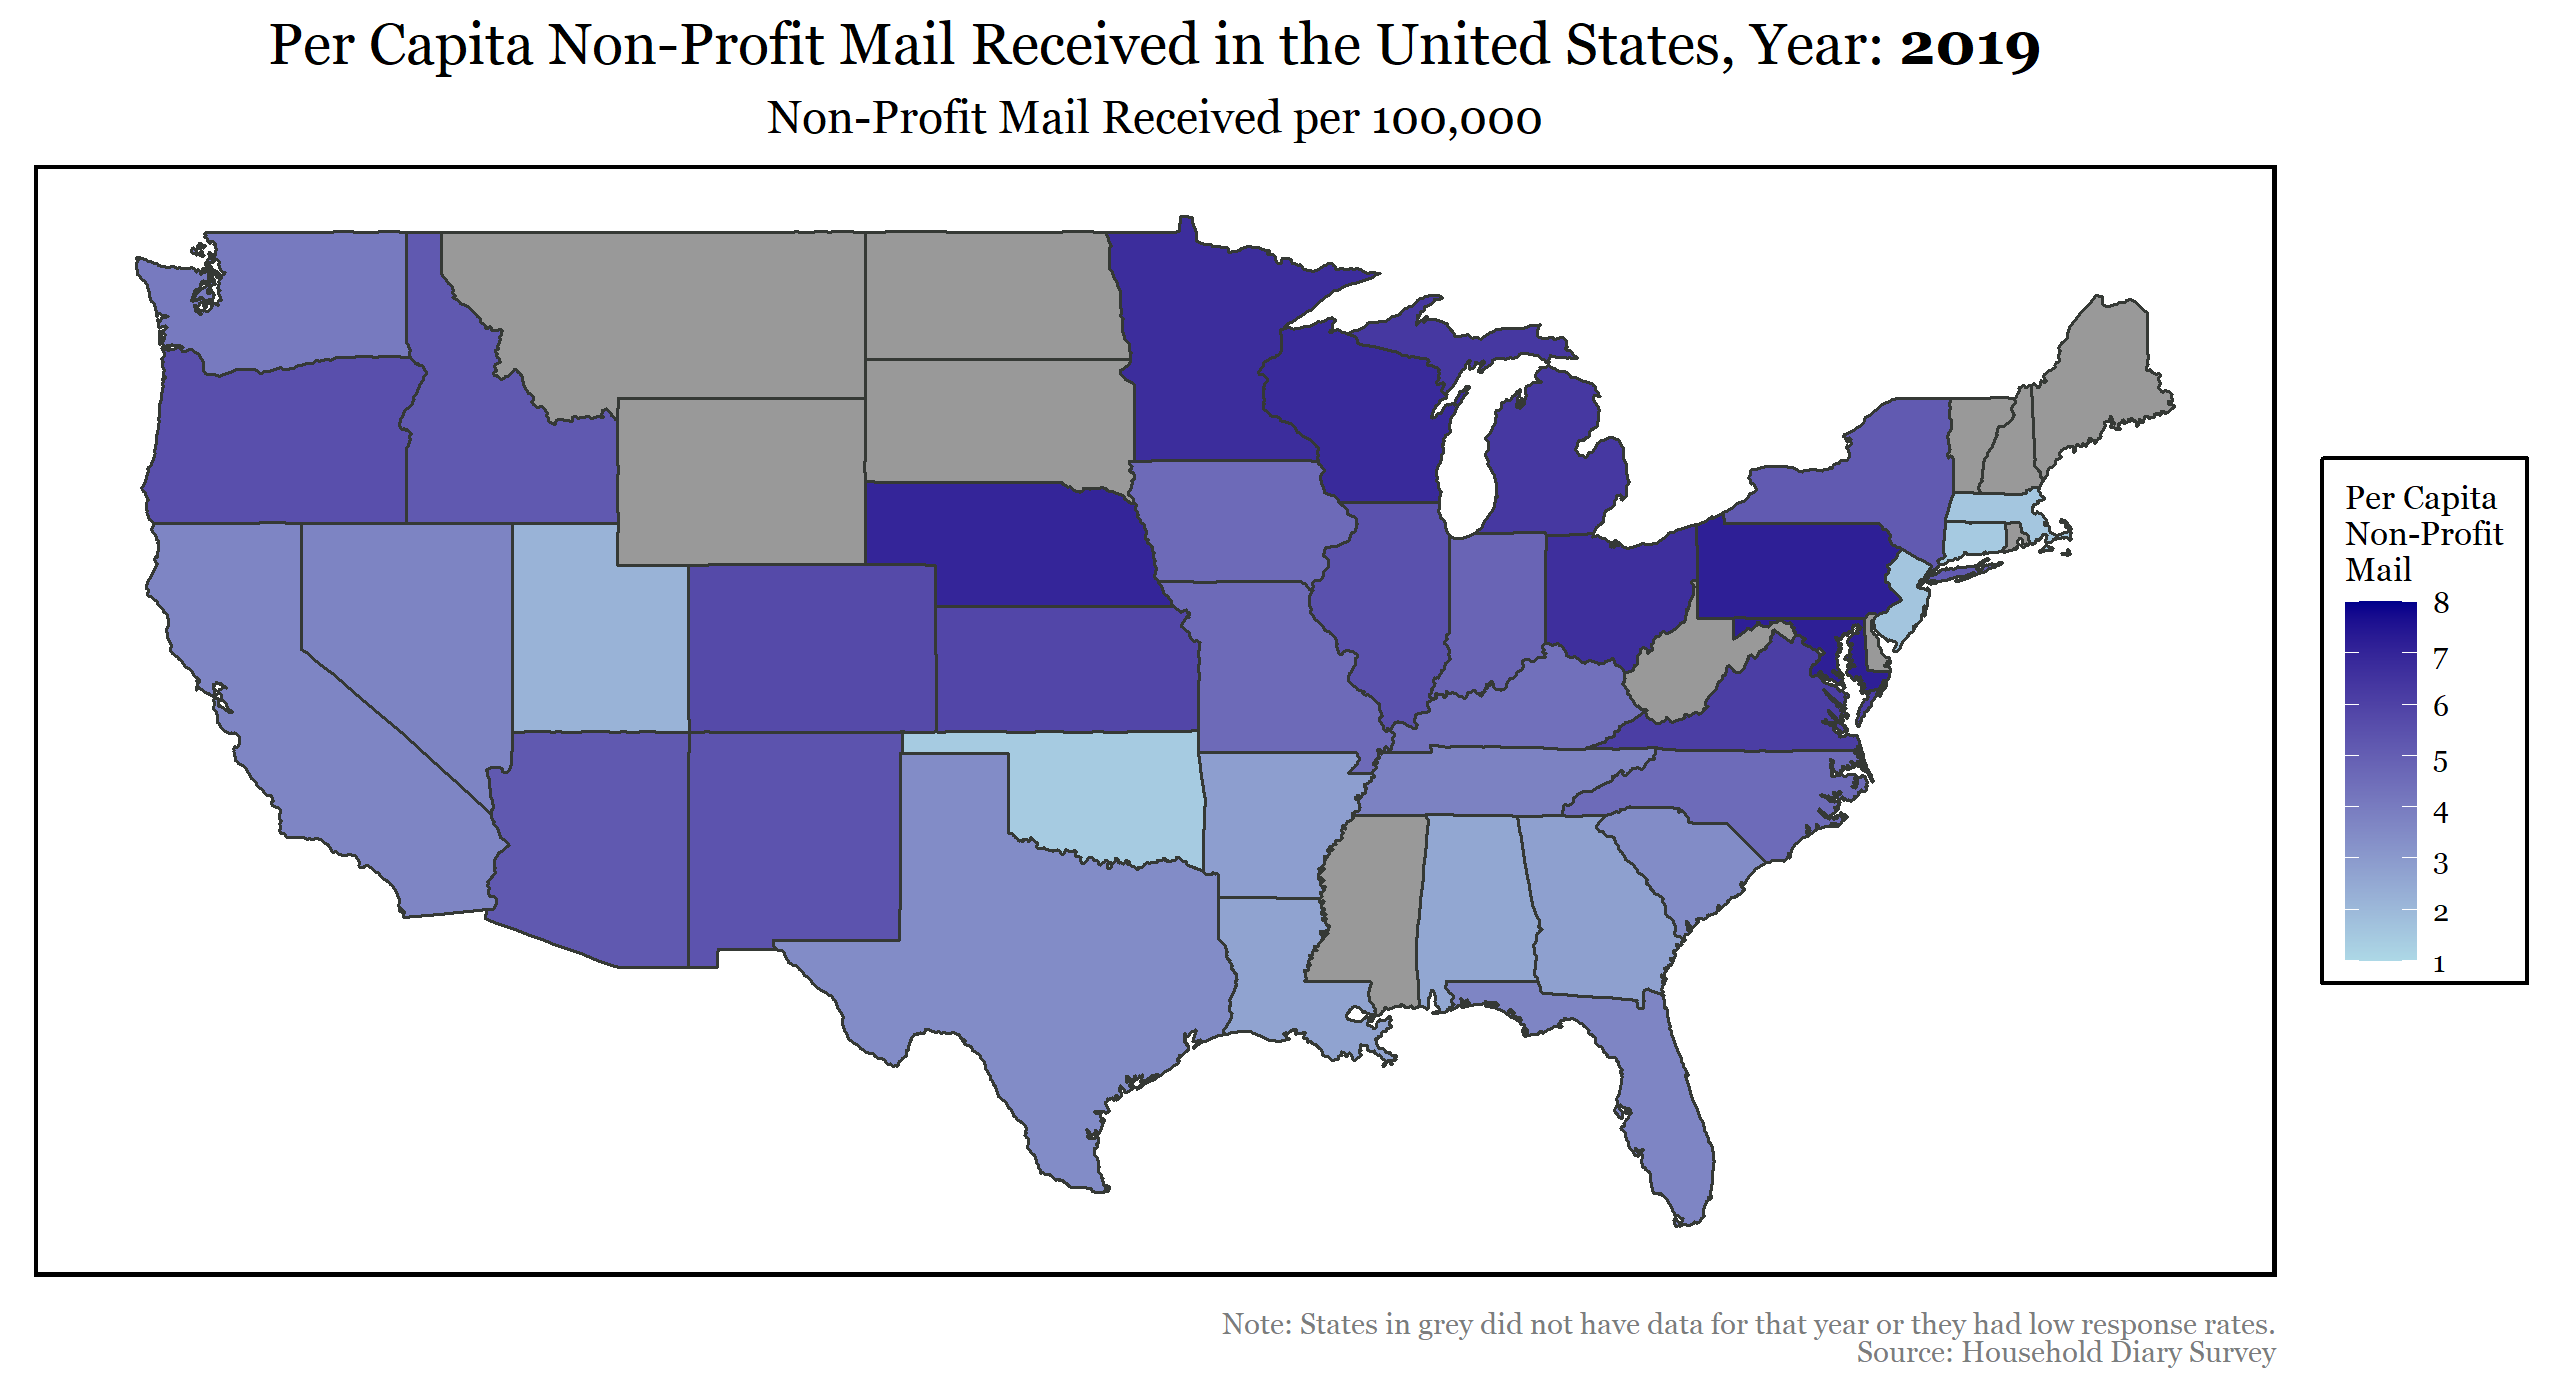 Per Capita Non-Profit Mail Received in the United States, Year: 2019
Non-Profit Mail Received per 100,000
Per Capita
Non-Profit
Mail
8
7
6
5
4
3
2
1
Note: States in grey did not have data for that year or they had low response rates.
Source: Household Diary Survey